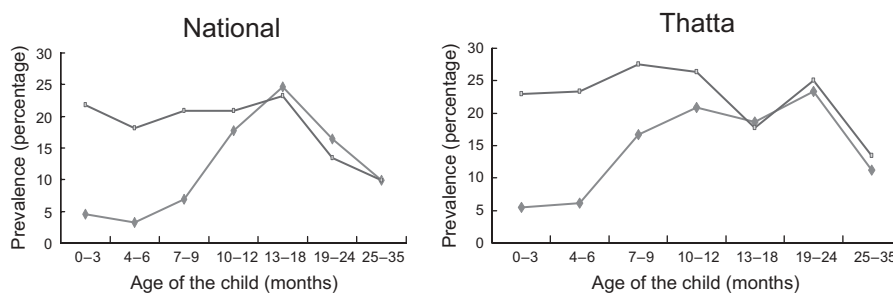 National
Prevalence (percentage)
30
25
20
15
10
5
0
0–3 4–6 7–9 10–12 13–18 19–24 25–35
Age of the child (months)
Thatta
Prevalence (percentage)
30
25
20
15
10
5
0
0–3 4–6 7–9 10–12 13–18 19–24 25–35
Age of the child (months)